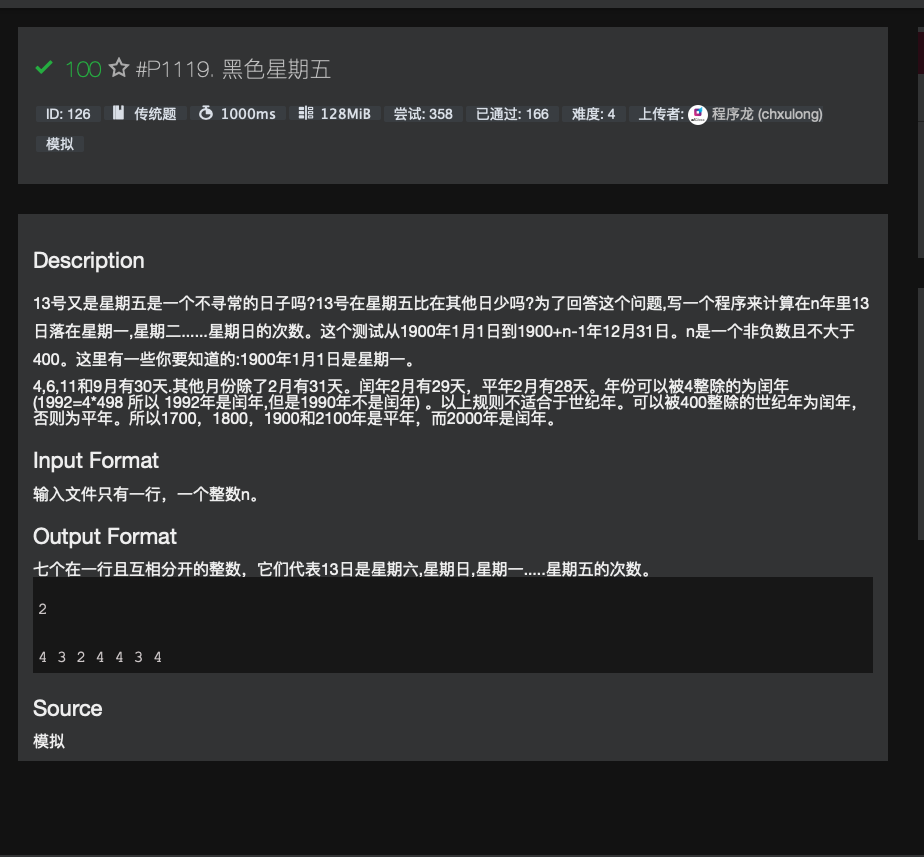 100 #P1119. 黑色星期五
ID: 126 传统题 1000ms 128MiB 尝试: 358 已通过: 166 难度: 4 上传者: 程序龙 (chxulong)
模拟
Description
13号又是星期五是一个不寻常的日子吗?13号在星期五比在其他日少吗?为了回答这个问题,写一个程序来计算在n年里13
日落在星期一,星期二......星期日的次数。这个测试从1900年1月1日到1900+n-1年12月31日。n是一个非负数且不大于
400。这里有一些你要知道的:1900年1月1日是星期一。
4,6,11和9月有30天.其他月份除了2月有31天。闰年2月有29天，平年2月有28天。年份可以被4整除的为闰年
(1992=4*498 所以 1992年是闰年,但是1990年不是闰年) 。以上规则不适合于世纪年。可以被400整除的世纪年为闰年，
否则为平年。所以1700，1800，1900和2100年是平年，而2000年是闰年。
Input Format
输入文件只有一行，一个整数n。
Output Format
七个在一行且互相分开的整数，它们代表13日是星期六,星期日,星期一.....星期五的次数。
2
4 3 2 4 4 3 4
Source
模拟